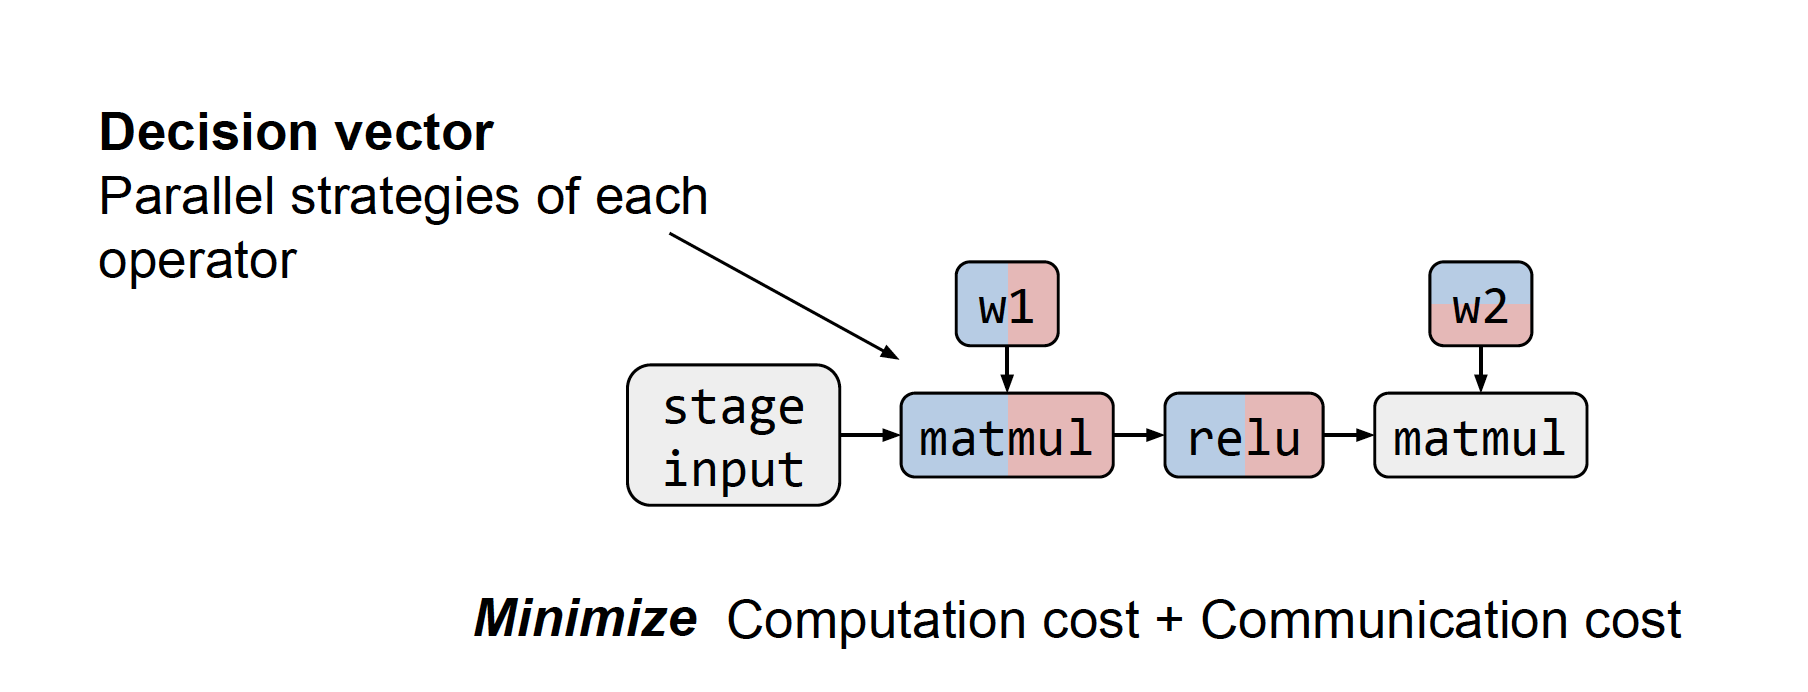 Decision vector
Parallel strategies of each
operator
w1
w2
stage
input
matmul
relu
matmul
Minimize Computation cost + Communication cost